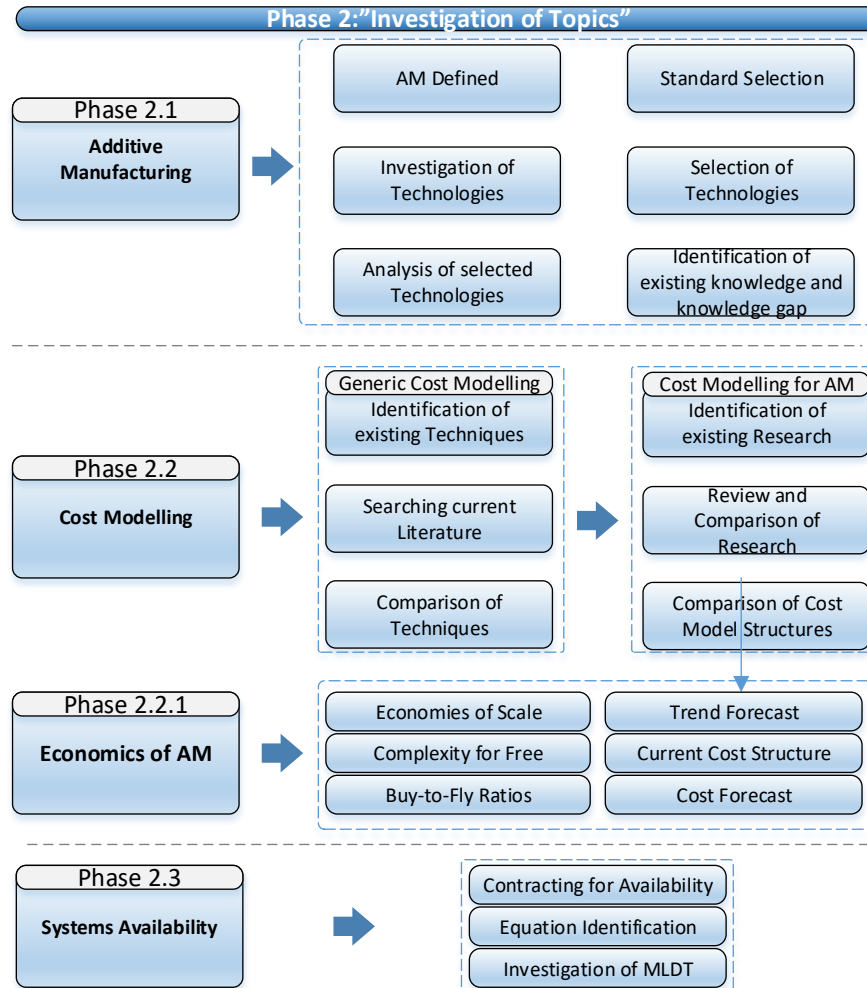 Phase 2:”Investigation of Topics”
Phase 2.1
Additive
Manufacturing
AM Defined
Standard Selection
Investigation of
Technologies
Selection of
Technologies
Analysis of selected
Technologies
Identification of
existing knowledge and
knowledge gap
Phase 2.2
Cost Modelling
Generic Cost Modelling
Identification of
existing Techniques
Searching current
Literature
Comparison of
Techniques
Cost Modelling for AM
Identification of
existing Research
Review and
Comparison of
Research
Comparison of Cost
Model Structures
Phase 2.2.1
Economics of AM
Economies of Scale
Trend Forecast
Complexity for Free
Current Cost Structure
Buy-to-Fly Ratios
Cost Forecast
Phase 2.3
Systems Availability
Contracting for Availability
Equation Identification
Investigation of MLDT